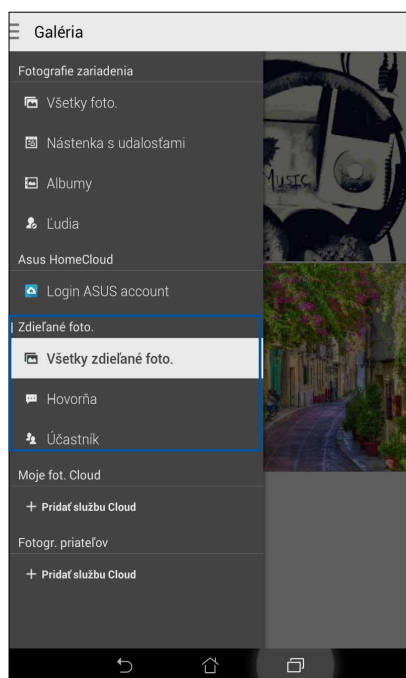 Galéria
Fotografie zariadenia
Všetky foto.
Nástenka s udalosťami
Albumy
Ľudia
Asus HomeCloud
Login ASUS account
Zdieľané foto.
Všetky zdieľané foto.
Hovorňa
Účastník
Moje fot. Cloud
+ Pridať službu Cloud
Fotogr. priateľov
+ Pridať službu Cloud
MUSIC